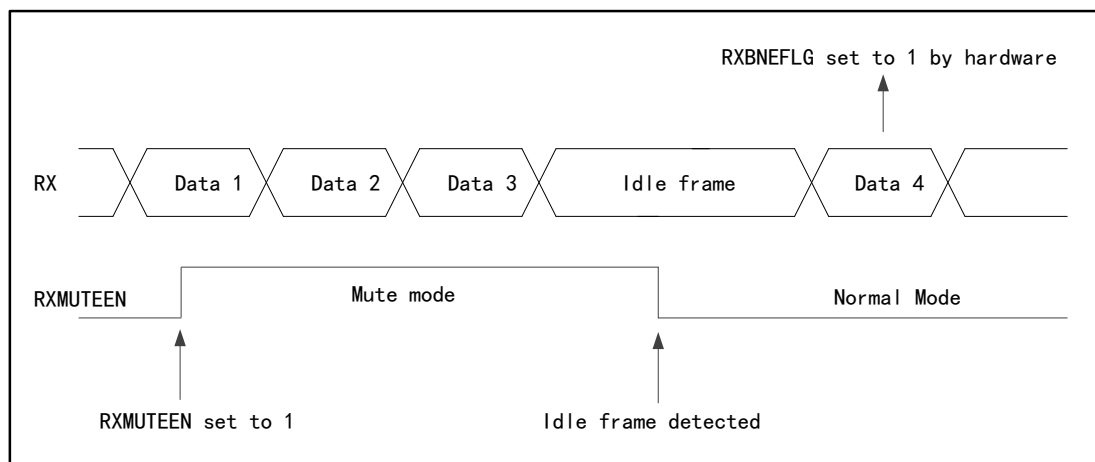 RXBNEFLG set to 1 by hardware
RX Data 1 Data 2 Data 3 Idle frame Data 4
RXMUTEEN Mute mode Normal Mode
RXMUTEEN set to 1 Idle frame detected